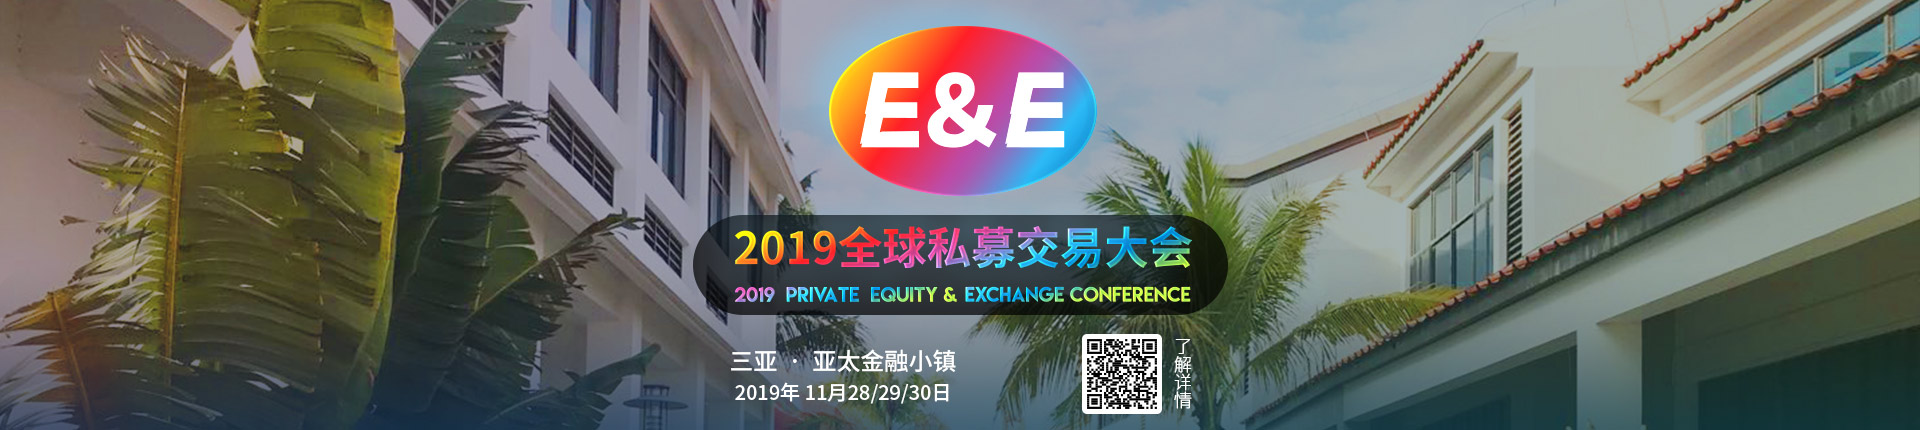 E&E
2019全球私募交易大会
2019 PRIVATE EQUITY & EXCHANGE CONFERENCE
三亚 · 亚太金融小镇
2019年 11月28/29/30日
了解详情